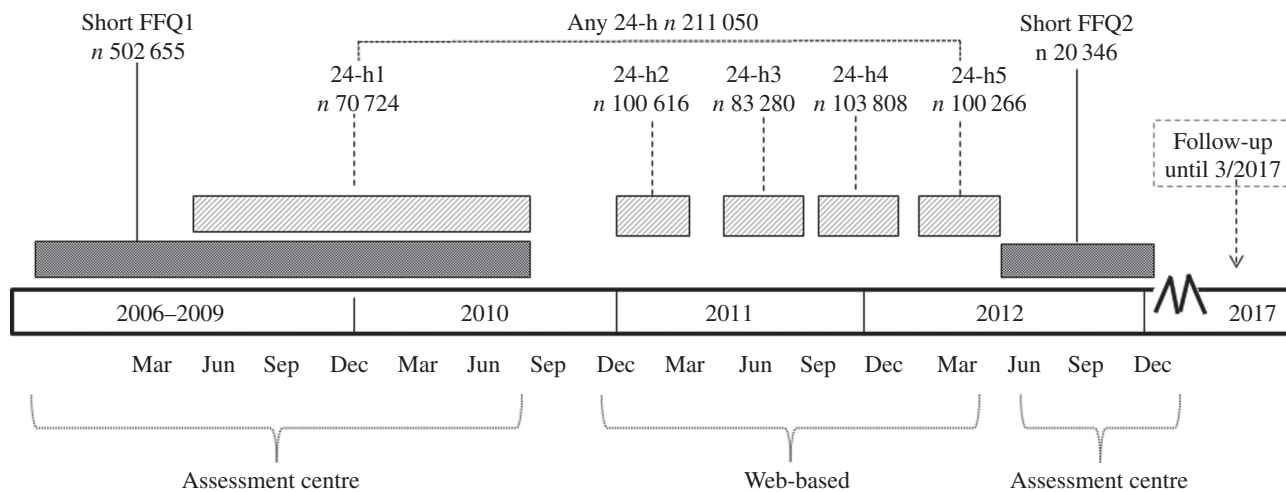 Short FFQ1
n 502 655
Any 24-h n 211 050
Short FFQ2
n 20 346
24-h1
n 70 724
24-h2
n 100 616
24-h3
n 83 280
24-h4
n 103 808
24-h5
n 100 266
Follow-up
until 3/2017
2006–2009 2010 2011 2012 2017
Mar Jun Sep Dec Mar Jun Sep Dec Mar Jun Sep Dec Mar Jun Sep Dec
Assessment centre Web-based Assessment centre